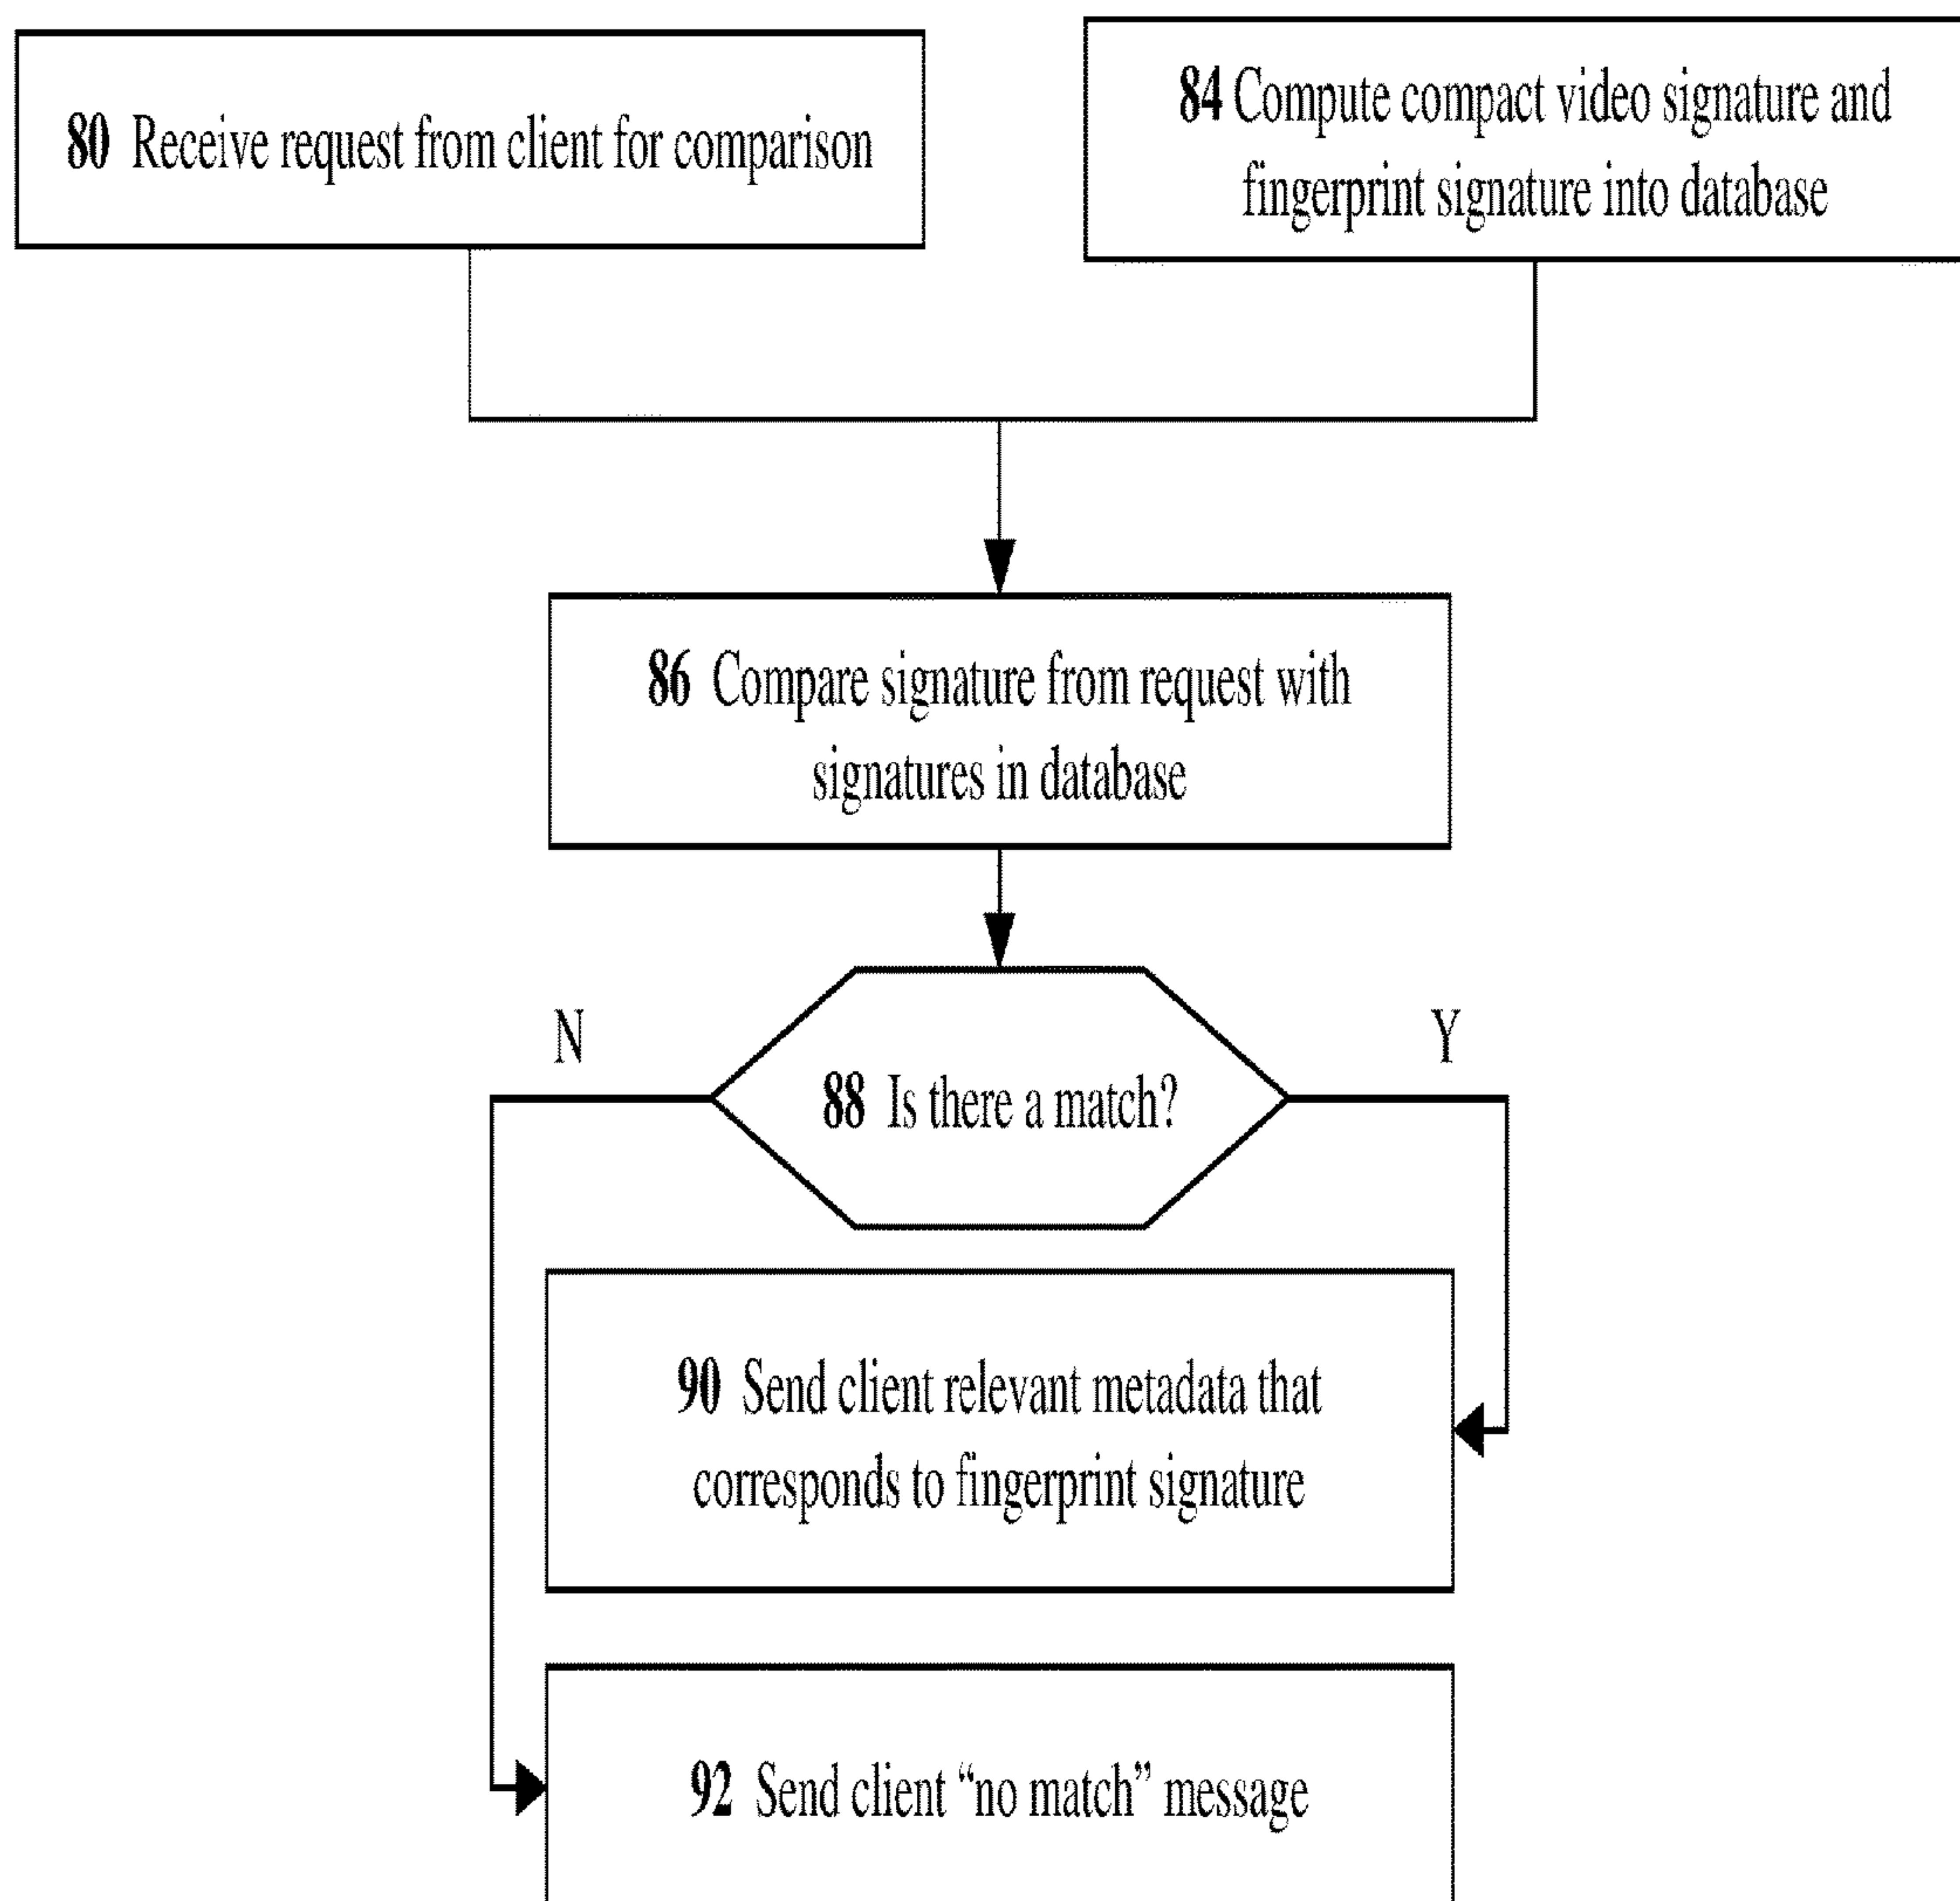 80 Receive request from client for comparison
84 Compute compact video signature and
fingerprint signature into database
86 Compare signature from request with
signatures in database
N
Y
88 Is there a match?
90 Send client relevant metadata that
corresponds to fingerprint signature
92 Send client “no match” message